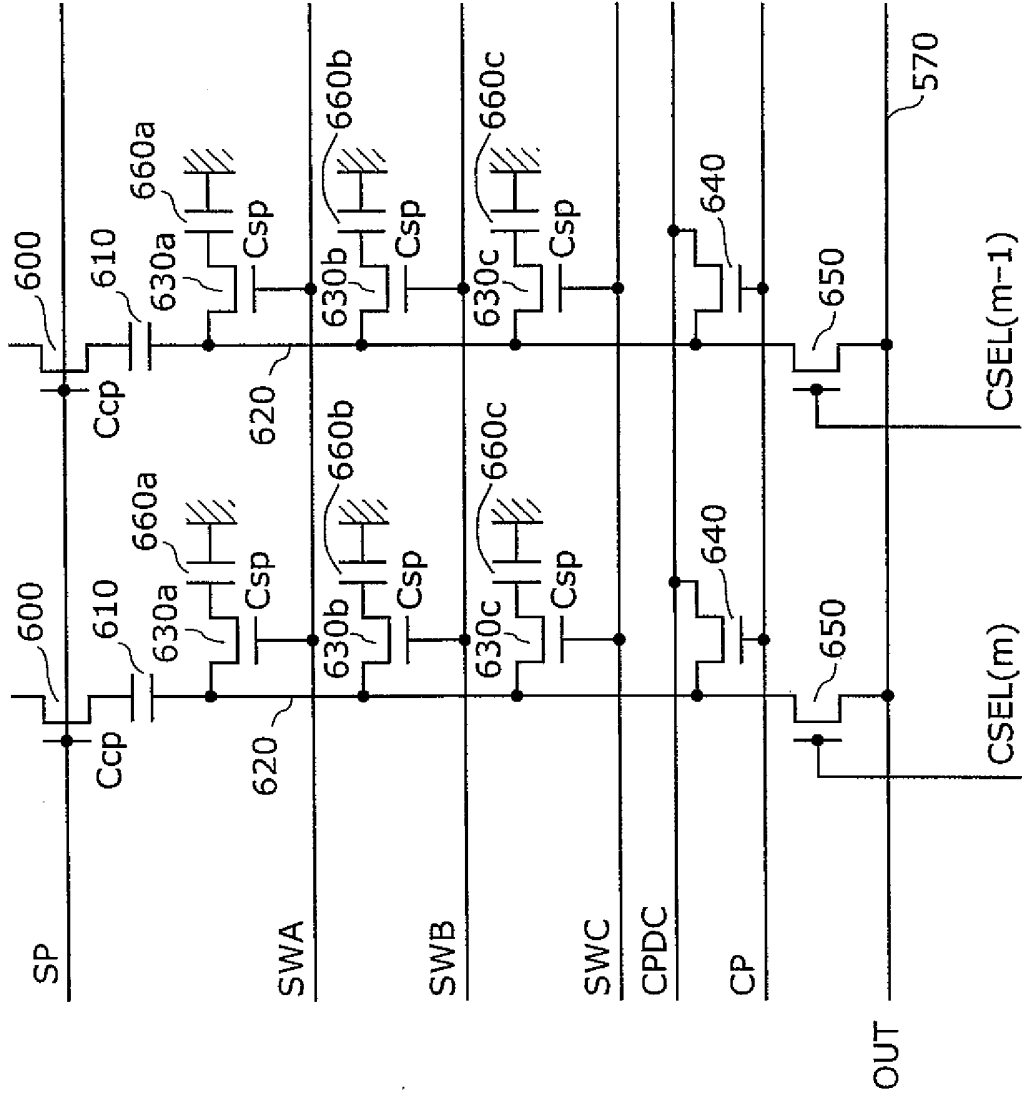 600
610
Ccp
660a
630a
Csp
620
660b
630b
Csp
660c
630c
Csp
640
650
CSEL(m)
600
610
Ccp
660a
630a
Csp
620
660b
630b
Csp
660c
630c
Csp
640
650
CSEL(m-1)
570
SP
SWA
SWB
SWC
CPDC
CP
OUT